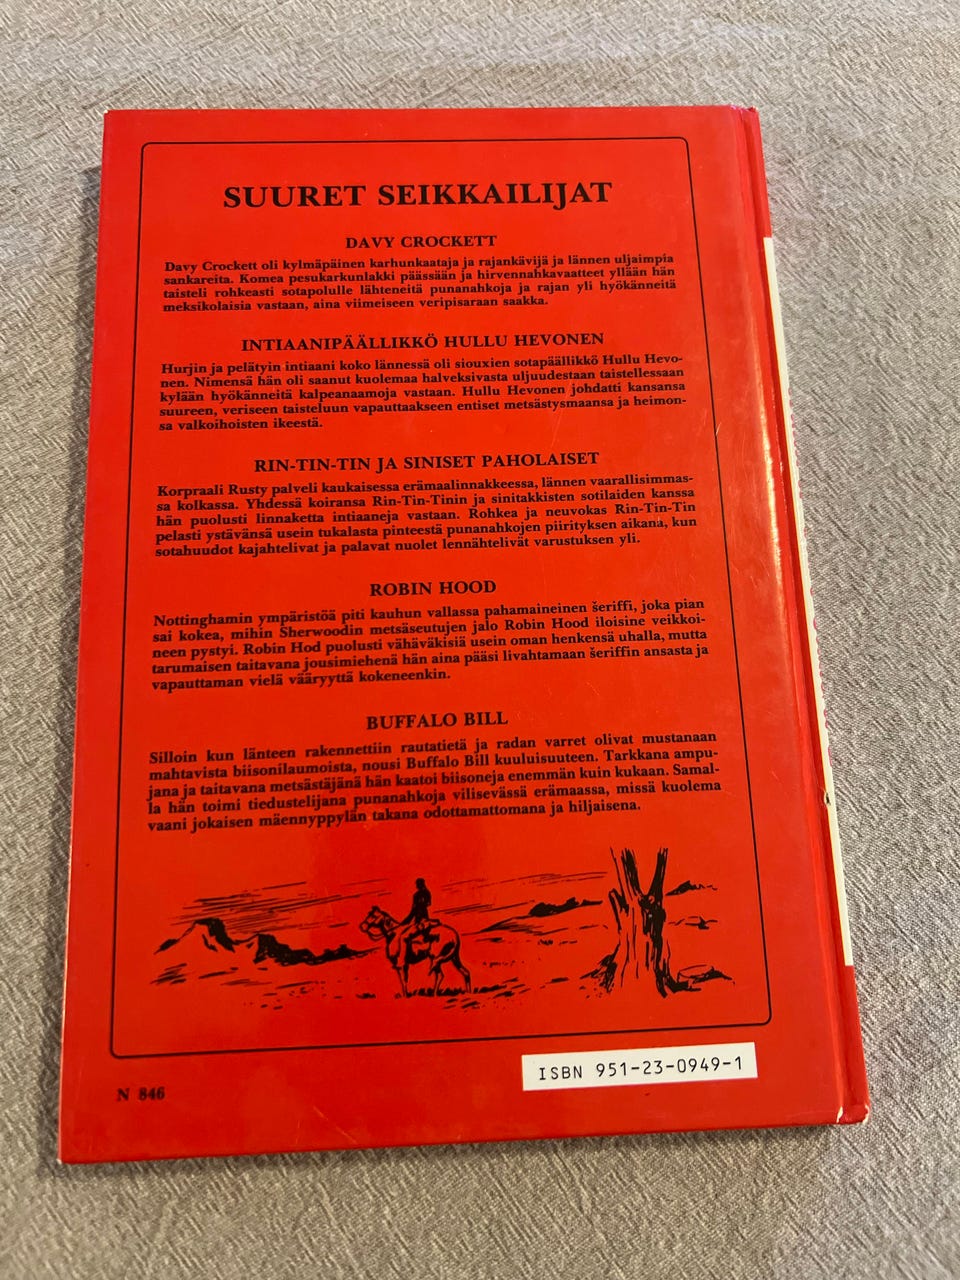 SUURET SEIKKAILIJAT
DAVY CROCKETT
Davy Crockett oli kylmäpäinen karhunkaataja ja rajankävijä ja lännen uljaimpia
sankareita. Komea pesukarkunlakki päässään ja hirvennahkavaatteet yllään hän
taisteli rohkeasti sotapolulle lähteneitä punanahkoja ja rajan yli hyökänneitä
meksikolaisia vastaan, aina viimeiseen veripisaraan saakka.
INTIAANIPÄÄLLIKKÖ HULLU HEVONEN
Hurjin ja pelätyin intiaani koko lännessä oli siouxien sotapäällikkö Hullu Hevo-
nen. Nimensä hän oli saanut kuolemaa halveksivasta uljuudestaan taistellessaan
kylään hyökänneitä kalpeanaamoja vastaan. Hullu Hevonen johdatti kansansa
suureen, veriseen taisteluun vapauttaakseen entiset metsästysmaansa ja heimon-
sa valkoihoisten ikeestä.
RIN-TIN-TIN JA SINISET PAHOLAISET
Korpraali Rusty palveli kaukaisessa erämaalinnakkeessa, lännen vaarallisimmas-
sa kolkassa. Yhdessä koiransa Rin-Tin-Tinin ja sinitakkisten sotilaiden kanssa
hän puolusti linnaketta intiaaneja vastaan. Rohkea ja neuvokas Rin-Tin-Tin
pelasti ystävänsä usein tukalasta pinteestä punanahkojen piirityksen aikana, kun
sotahuudot kajahtelivat ja palavat nuolet lennähtelivät varustuksen yli.
ROBIN HOOD
Nottinghamin ympäristöä piti kauhun vallassa pahamaineinen šeriffi, joka pian
sai kokea, mihin Sherwoodin metsäseutujen jalo Robin Hood iloisine veikkoi-
neen pystyi. Robin Hod puolusti vähäväkisiä usein oman henkensä uhalla, mutta
tarumaisen taitavana jousimiehenä hän aina pääsi livahtamaan šeriffin ansasta ja
vapauttaman vielä vääryyttä kokeneenkin.
BUFFALO BILL
Silloin kun länteen rakennettiin rautatietä ja radan varret olivat mustanaan
mahtavista biisonilaumoista, nousi Buffalo Bill kuuluisuuteen. Tarkkana ampu-
jana ja taitavana metsästäjänä hän kaatoi biisoneja enemmän kuin kukaan. Samal-
la hän toimi tiedustelijana punanahkoja vilisevässä erämaassa, missä kuolema
vaani jokaisen mäennyppylän takana odottamattomana ja hiljaisena.
ISBN 951-23-0949-1
N 846